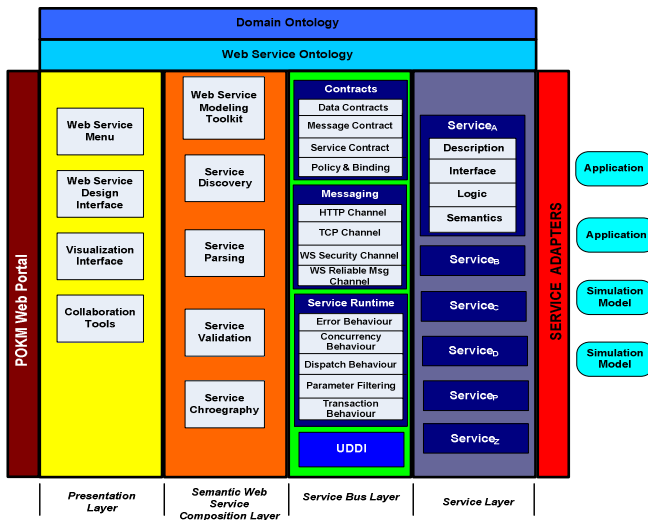 Domain Ontology
Web Service Ontology
POKM Web Portal
Web Service
Menu
Web Service
Design
Interface
Visualization
Interface
Collaboration
Tools
Web Service
Modeling
Toolkit
Service
Discovery
Service
Parsing
Service
Validation
Service
Chroegraphy
Contracts
Data Contracts
Message Contract
Service Contract
Policy & Binding
Messaging
HTTP Channel
TCP Channel
WS Security Channel
WS Reliable Msg
Channel
Service Runtime
Error Behaviour
Concurrency
Behaviour
Dispatch Behaviour
Parameter Filtering
Transaction
Behaviour
UDDI
ServiceA
Description
Interface
Logic
Semantics
ServiceB
ServiceC
ServiceD
ServiceP
ServiceZ
SERVICE ADAPTERS
Application
Application
Simulation
Model
Simulation
Model
Presentation
Layer
Semantic Web
Service
Composition Layer
Service Bus Layer
Service Layer